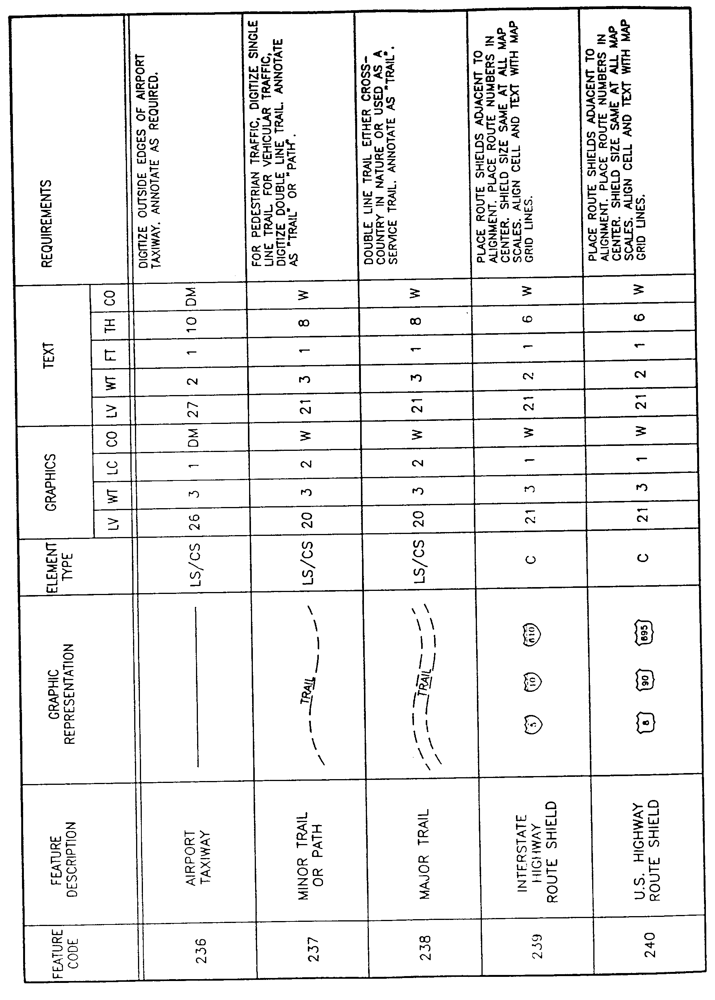 FEATURE CODE
FEATURE DESCRIPTION
GRAPHIC REPRESENTATION
ELEMENT TYPE
GRAPHICS
LV WT LC CO
TEXT
LV WT FT TH CO
REQUIREMENTS
236
AIRPORT
TAXIWAY
LS/CS
26 3 1 DM
27 2 1 10 DM
DIGITIZE OUTSIDE EDGES OF AIRPORT
TAXIWAY. ANNOTATE AS REQUIRED.
237
MINOR TRAIL
OR PATH
TRAIL
LS/CS
20 3 2 W
21 3 1 8 W
FOR PEDESTRIAN TRAFFIC, DIGITIZE SINGLE
LINE TRAIL. FOR VEHICULAR TRAFFIC,
DIGITIZE DOUBLE LINE TRAIL. ANNOTATE
AS "TRAIL" OR "PATH".
238
MAJOR TRAIL
TRAIL
LS/CS
20 3 2 W
21 3 1 8 W
DOUBLE LINE TRAIL EITHER CROSS-
COUNTRY IN NATURE OR USED AS A
SERVICE TRAIL. ANNOTATE AS "TRAIL".
239
INTERSTATE
HIGHWAY
ROUTE SHIELD
5 10 610
C
21 3 1 W
21 2 1 6 W
PLACE ROUTE SHIELDS ADJACENT TO
ALIGNMENT. PLACE ROUTE NUMBERS IN
CENTER. SHIELD SIZE SAME AT ALL MAP
SCALES. ALIGN CELL AND TEXT WITH MAP
GRID LINES.
240
U.S. HIGHWAY
ROUTE SHIELD
8 90 695
C
21 3 1 W
21 2 1 6 W
PLACE ROUTE SHIELDS ADJACENT TO
ALIGNMENT. PLACE ROUTE NUMBERS IN
CENTER. SHIELD SIZE SAME AT ALL MAP
SCALES. ALIGN CELL AND TEXT WITH MAP
GRID LINES.